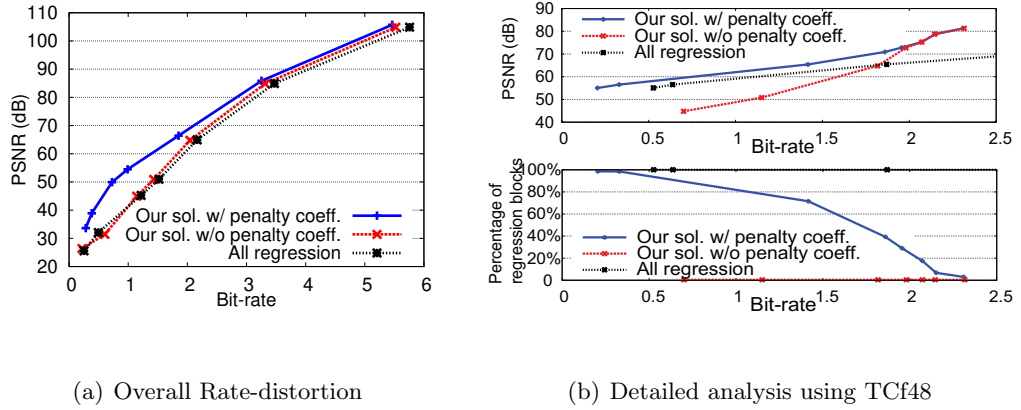 110
100
90
80
70
60
50
40
30
20
PSNR (dB)
Our sol. w/ penalty coeff.
Our sol. w/o penalty coeff.
All regression
0 1 2 3 4 5 6
Bit-rate
(a) Overall Rate-distortion
90
80
70
60
50
40
PSNR (dB)
Our sol. w/ penalty coeff.
Our sol. w/o penalty coeff.
All regression
0 0.5 1 1.5 2 2.5
Bit-rate
100%
80%
60%
40%
20%
0
Percentage of
regression blocks
Our sol. w/ penalty coeff.
Our sol. w/o penalty coeff.
All regression
0 0.5 1 1.5 2 2.5
Bit-rate
(b) Detailed analysis using TCf48